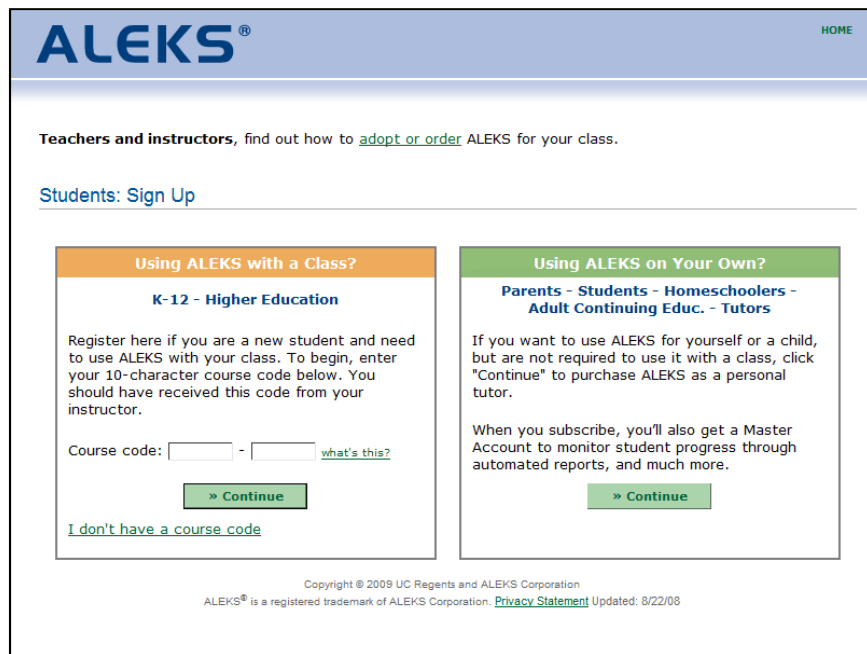 ALEKS®
HOME
Teachers and instructors, find out how to adopt or order ALEKS for your class.
Students: Sign Up
Using ALEKS with a Class?
K-12 - Higher Education
Register here if you are a new student and need
to use ALEKS with your class. To begin, enter
your 10-character course code below. You
should have received this code from your
instructor.
Course code: - what's this?
» Continue
I don't have a course code
Using ALEKS on Your Own?
Parents - Students - Homeschoolers -
Adult Continuing Educ. - Tutors
If you want to use ALEKS for yourself or a child,
but are not required to use it with a class, click
"Continue" to purchase ALEKS as a personal
tutor.
When you subscribe, you'll also get a Master
Account to monitor student progress through
automated reports, and much more.
» Continue
Copyright © 2009 UC Regents and ALEKS Corporation
ALEKS® is a registered trademark of ALEKS Corporation. Privacy Statement Updated: 8/22/08